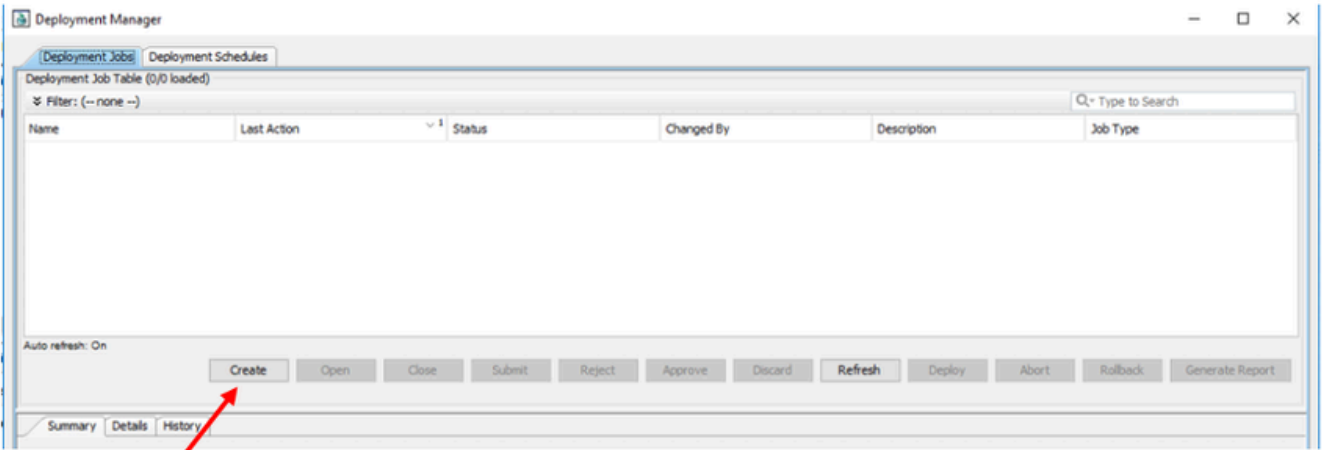 Deployment Manager
Deployment Jobs Deployment Schedules
Deployment Job Table (0/0 loaded)
Filter: (-- none --) Type to Search
Name Last Action 1 Status Changed By Description Job Type
Auto refresh: On
Create Open Close Submit Reject Approve Discard Refresh Deploy Abort Rollback Generate Report
Summary Details History